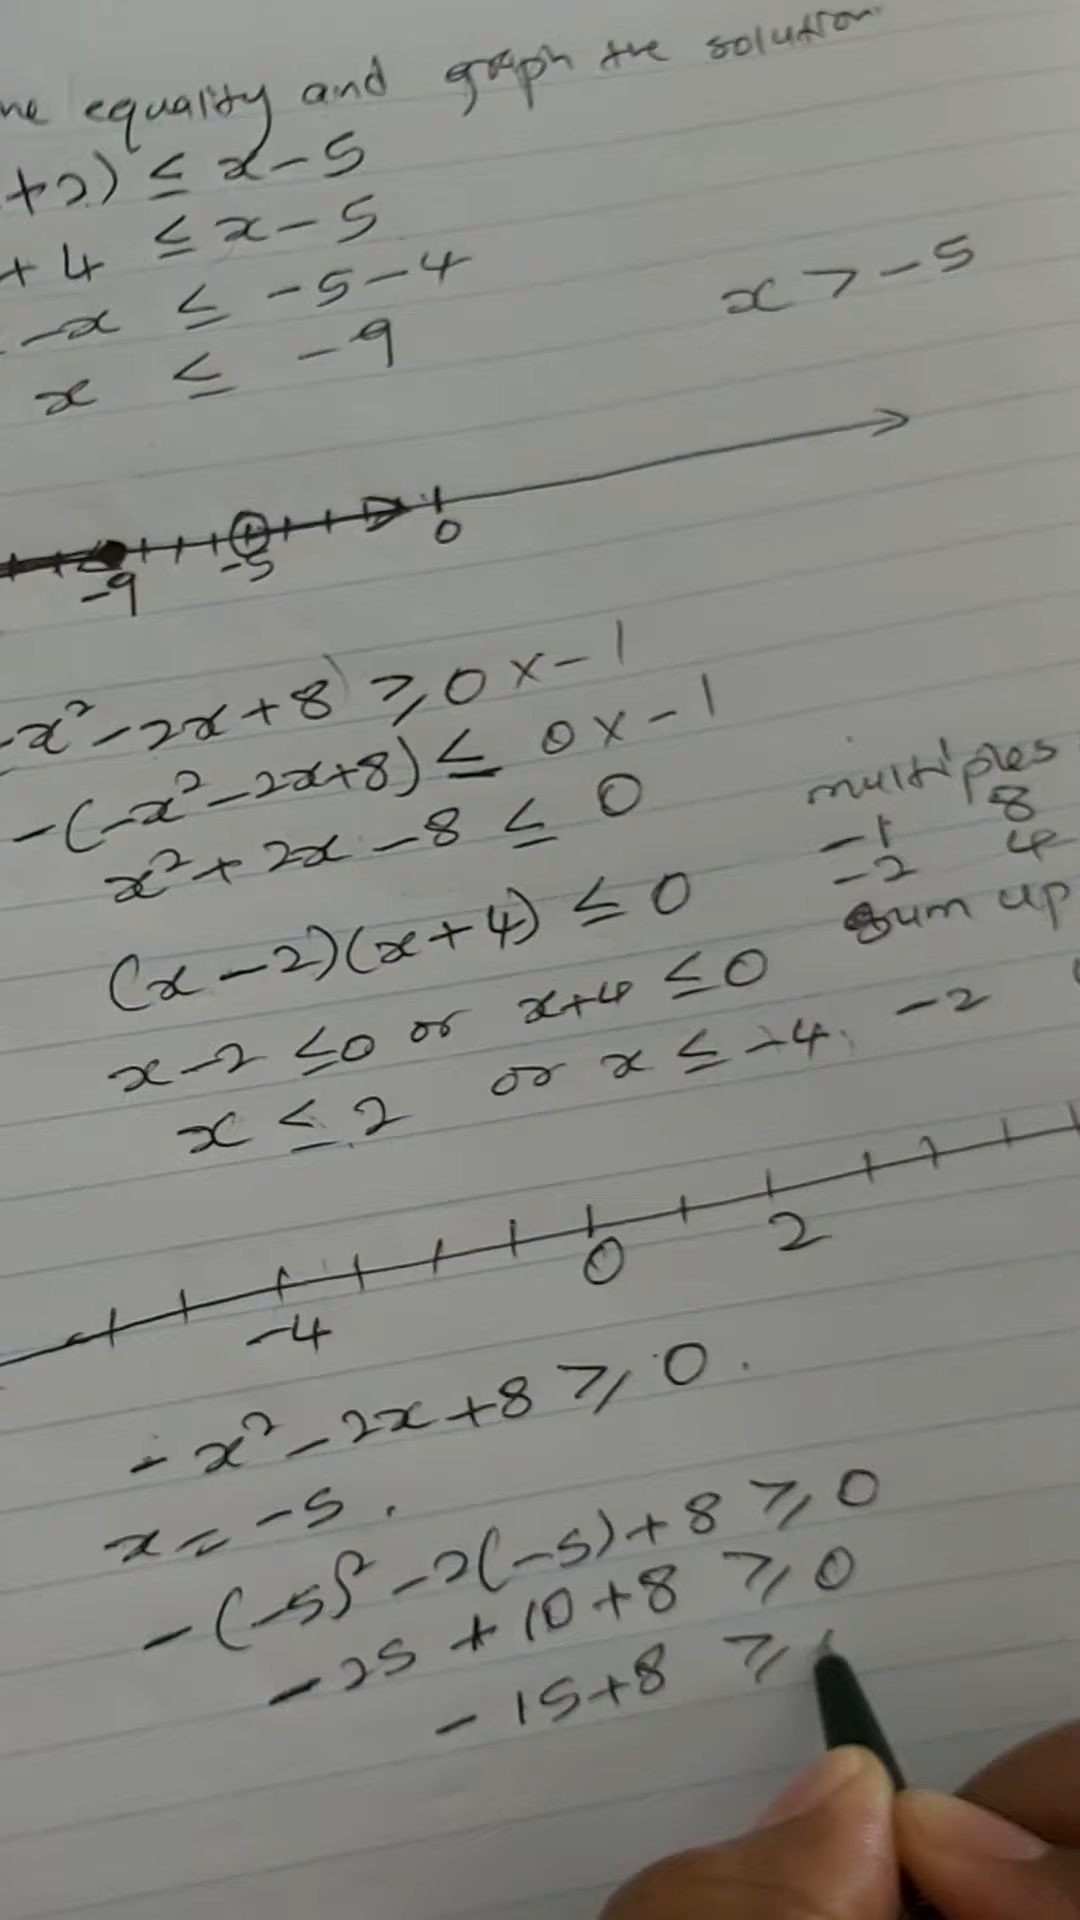 ne equality and graph the solution
+2) ≤ x-5
+ 4 ≤ x-5
-x ≤ -5-4
x ≤ -9
x > -5
-9 -5 0
-x² -2x+8) ≥ 0 x -1
-(-x² -2x+8) ≤ 0 x -1
x² + 2x -8 ≤ 0
multiples
-1 8
-2 4
sum up
(x -2)(x+4) ≤ 0
x -2 ≤ 0 or x+4 ≤ 0
-2
x ≤ 2 or x ≤ -4
-4 0 2
- x² -2x +8 ≥ 0.
x = -5.
-(-5)² -2(-5)+8 ≥ 0
-25 + 10+8 ≥ 0
-15+8 ≥